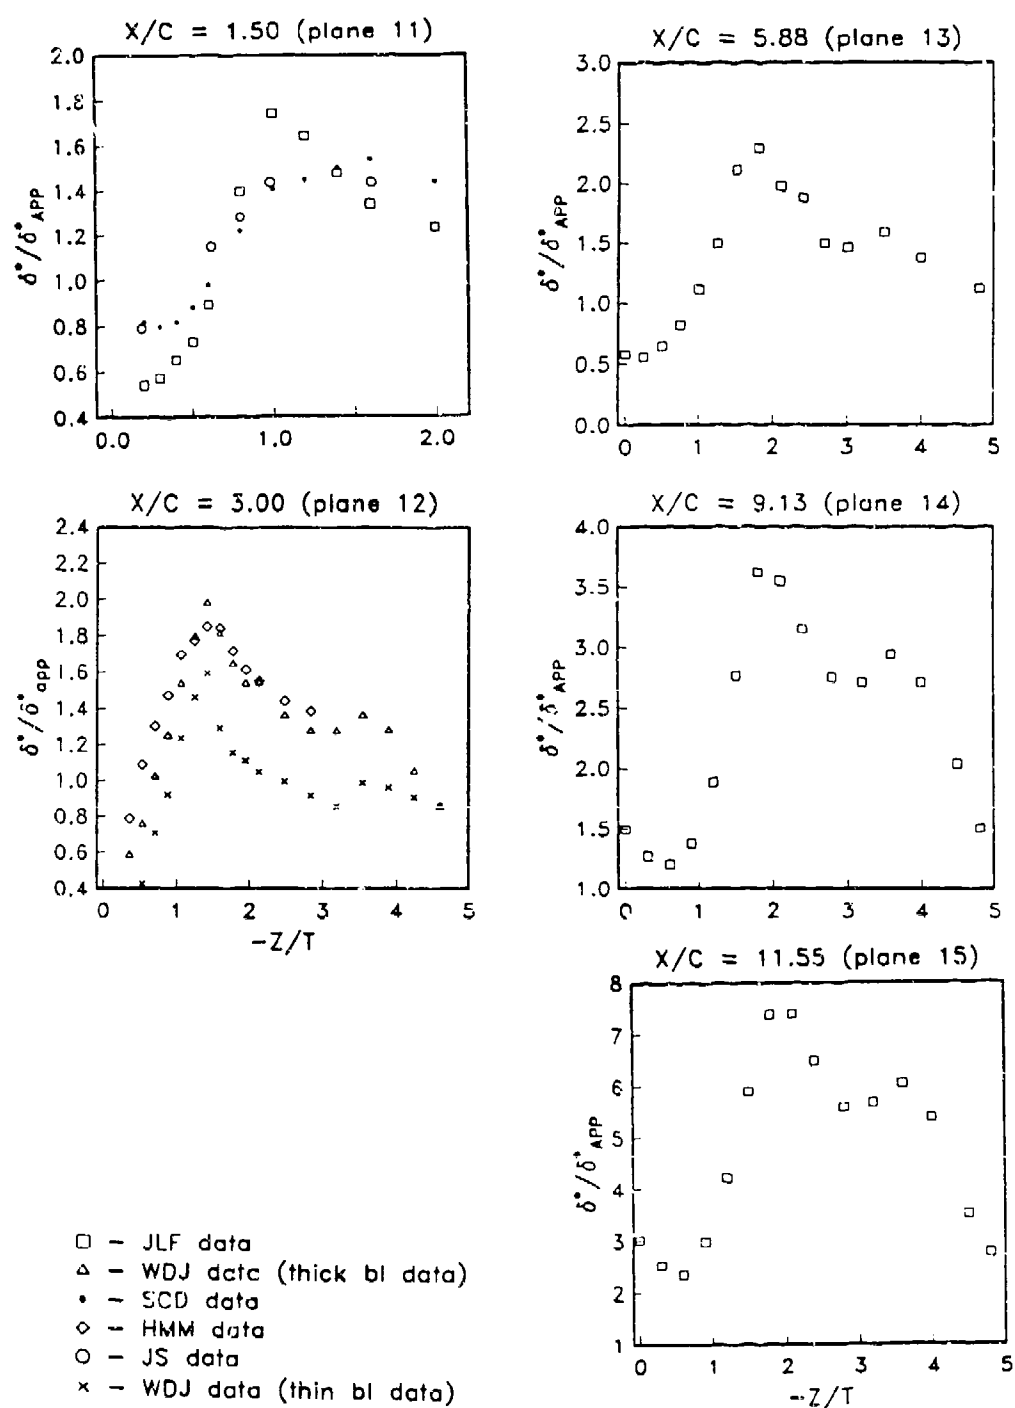 X/C = 1.50 (plane 11)
2.0
1.8
1.6
1.4
1.2
1.0
0.8
0.6
0.4
δ*/δ*APP
0.0 1.0 2.0
X/C = 5.88 (plane 13)
3.0
2.5
2.0
1.5
1.0
0.5
0.0
δ*/δ*APP
0 1 2 3 4 5
X/C = 3.00 (plane 12)
2.4
2.2
2.0
1.8
1.6
1.4
1.2
1.0
0.8
0.6
0.4
δ*/δ*app
0 1 2 3 4 5
-Z/T
X/C = 9.13 (plane 14)
4.0
3.5
3.0
2.5
2.0
1.5
1.0
δ*/δ*APP
0 1 2 3 4 5
X/C = 11.55 (plane 15)
8
7
6
5
4
3
2
1
δ*/δ*APP
0 1 2 3 4 5
-Z/T
□ – JLF data
△ – WDJ dctc (thick bl data)
• – SCD data
◇ – HMM data
○ – JS data
× – WDJ data (thin bl data)